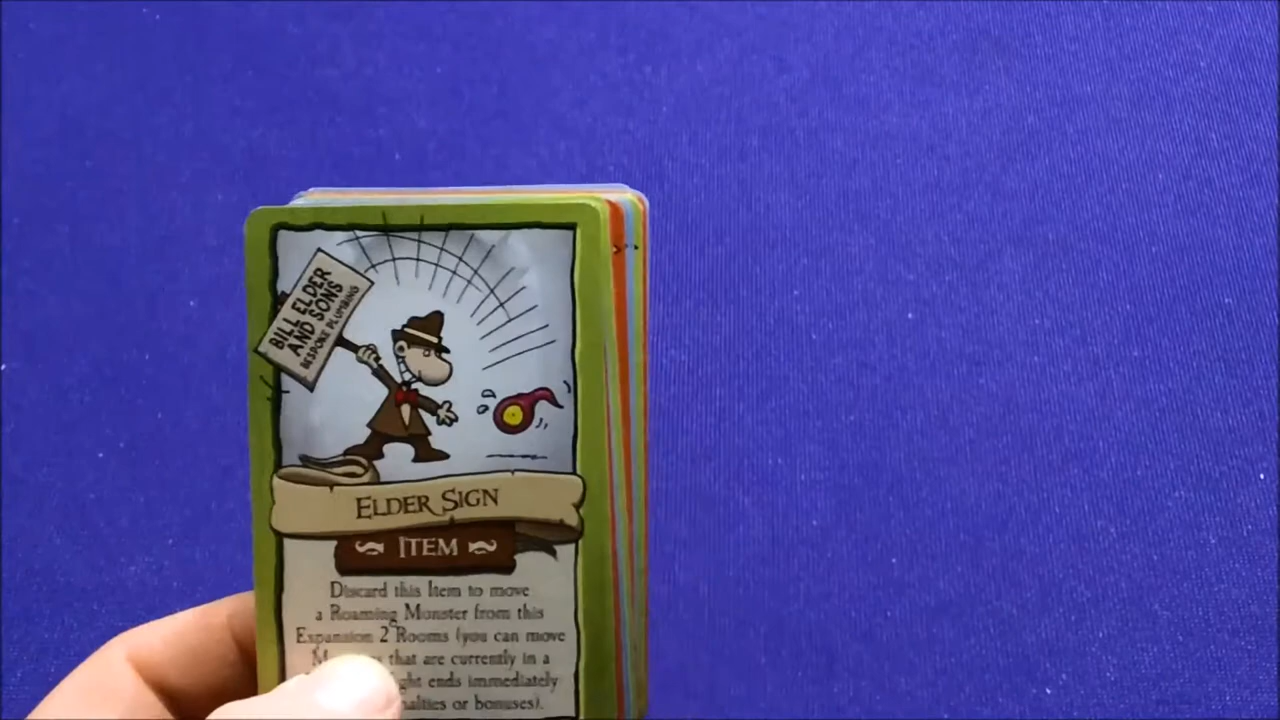 BILL ELDER
AND SONS
BESPOKE PLUMBING
ELDER SIGN
ITEM
Discard this Item to move
a Roaming Monster from this
Expansion 2 Rooms (you can move
that are currently in a
ends immediately
or bonuses).